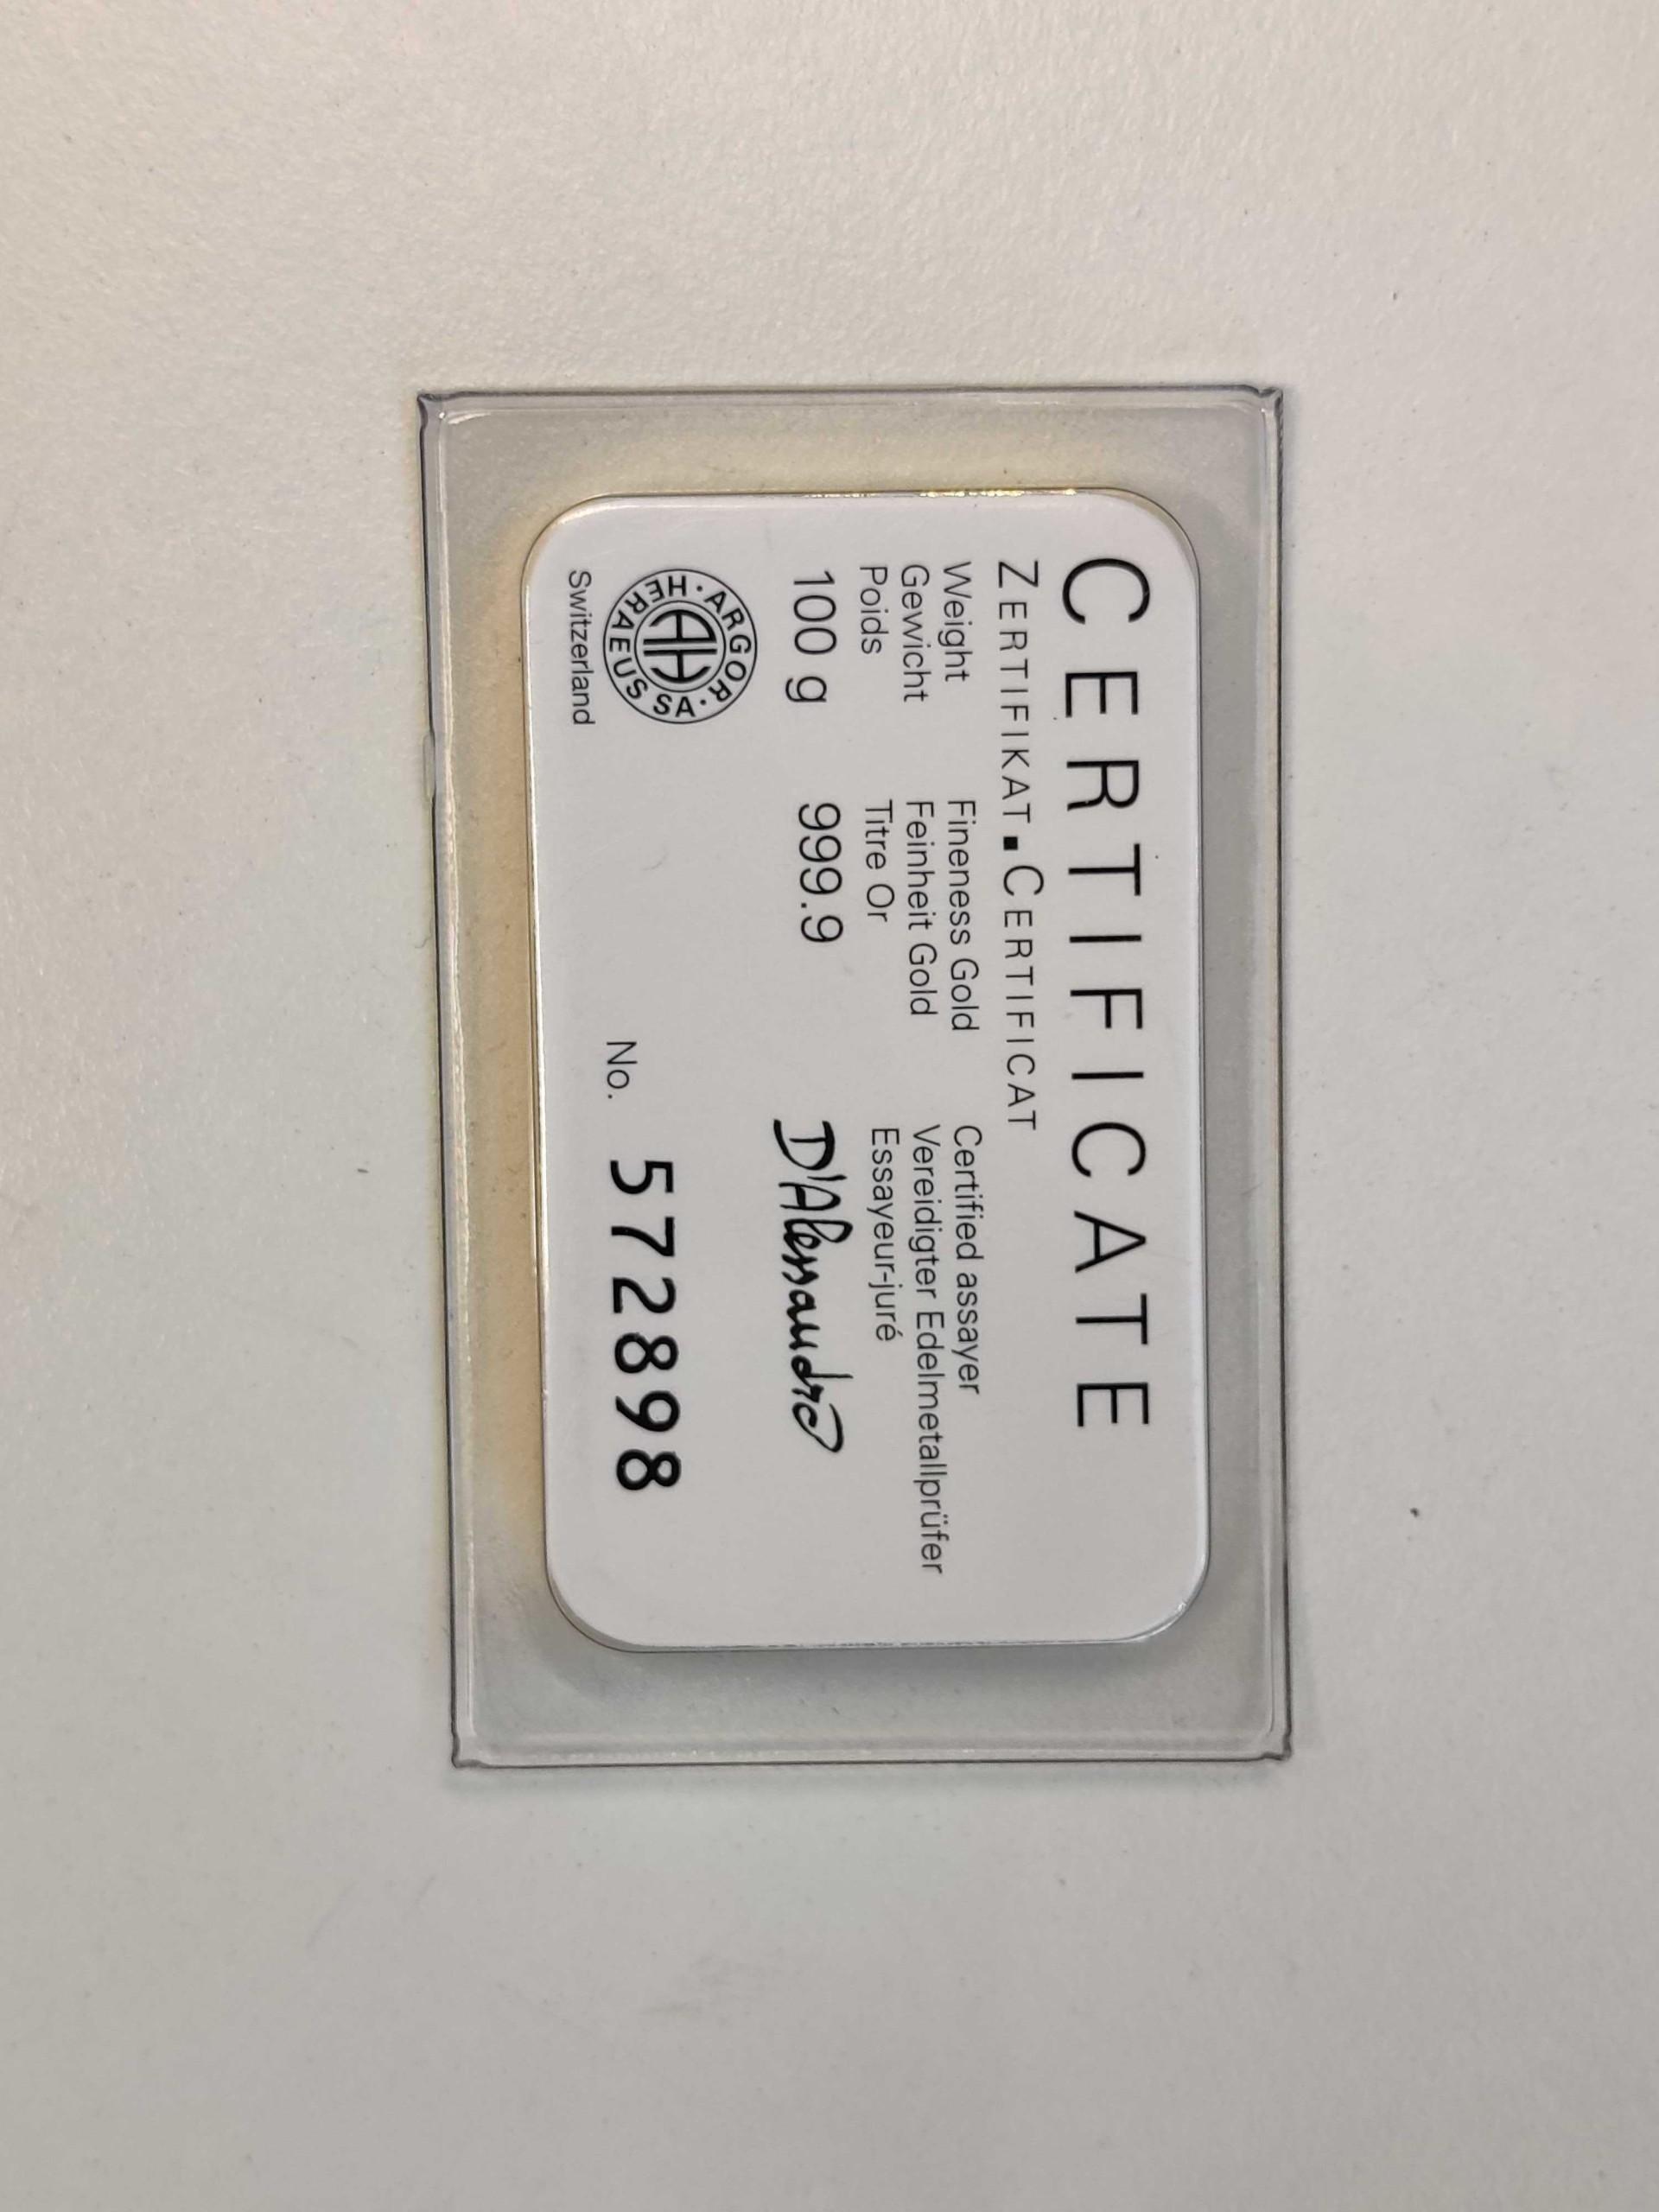 CERTIFICATE
ZERTIFIKAT ▪ CERTIFICAT
Weight Fineness Gold Certified assayer
Gewicht Feinheit Gold Vereidigter Edelmetallprüfer
Poids Titre Or Essayeur-juré
100 g 999.9 D'Alessandro
ARGOR · HERAEUS SA ·
AH
Switzerland
No. 572898